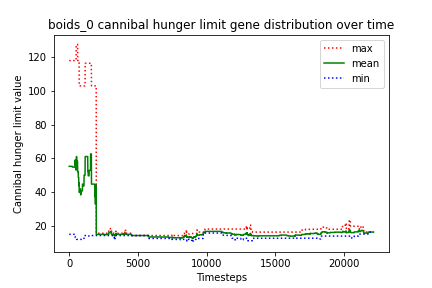 boids_0 cannibal hunger limit gene distribution over time
Cannibal hunger limit value
120
100
80
60
40
20
max
mean
min
0
5000
10000
15000
20000
Timesteps